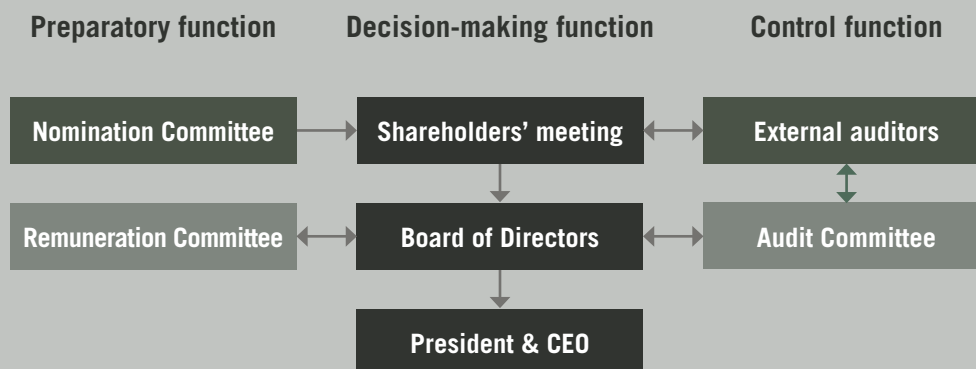 Preparatory function
Decision-making function
Control function
Nomination Committee
Shareholders’ meeting
External auditors
Remuneration Committee
Board of Directors
Audit Committee
President & CEO